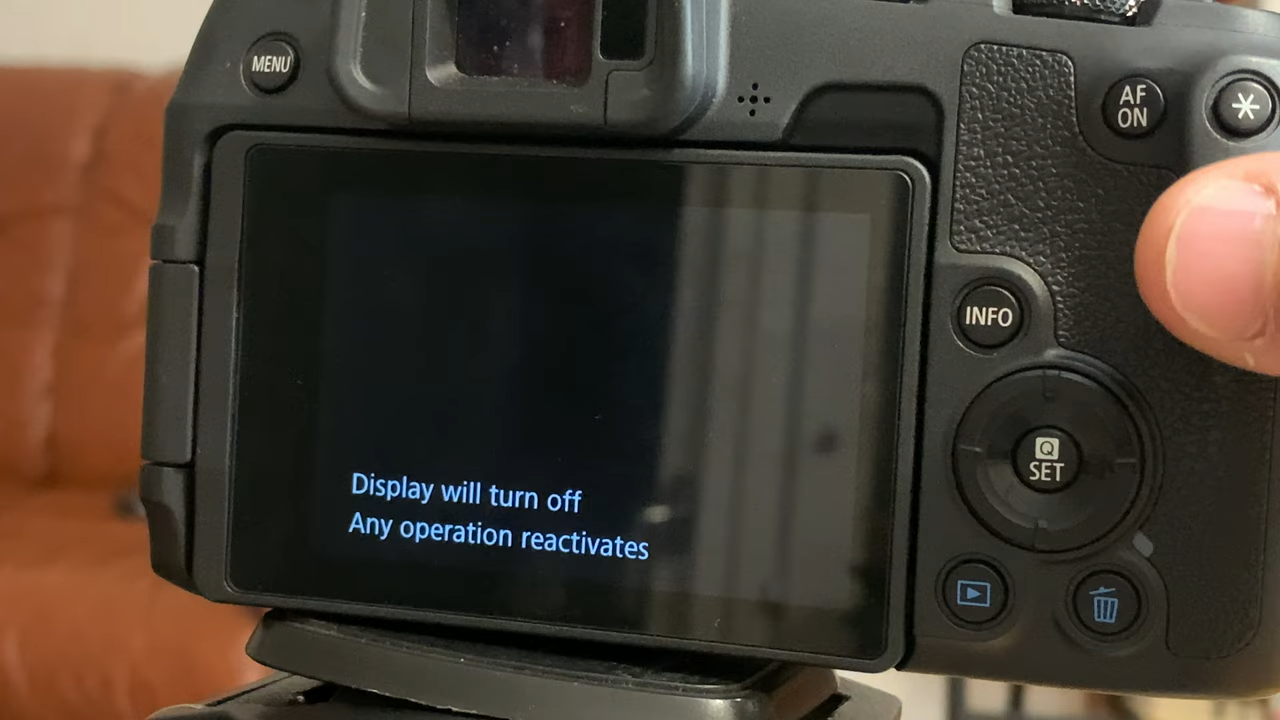 MENU
AF
ON
INFO
Q
SET
Display will turn off
Any operation reactivates